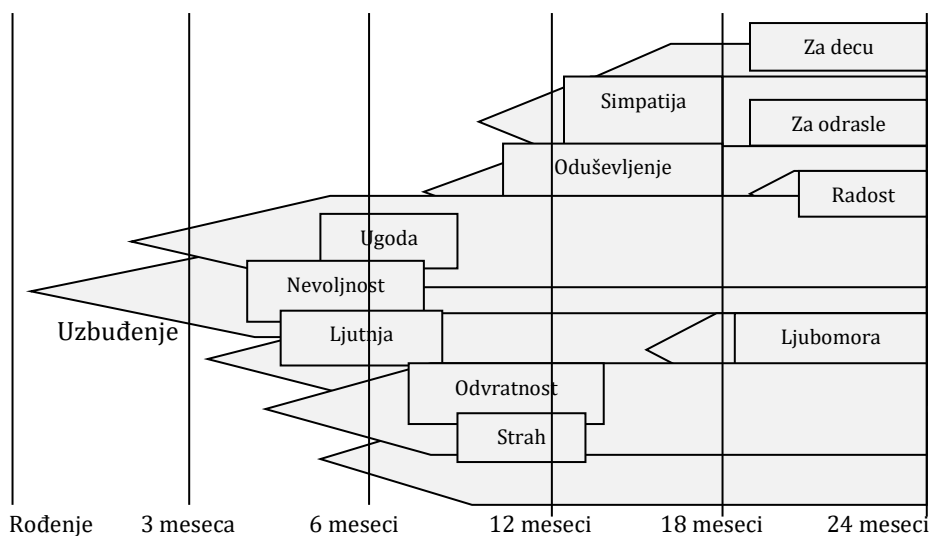 Za decu
Simpatija
Za odrasle
Oduševljenje
Radost
Ugoda
Nevoljnost
Uzbuđenje
Ljutnja
Ljubomora
Odvratnost
Strah
Rođenje
3 meseca
6 meseci
12 meseci
18 meseci
24 meseci